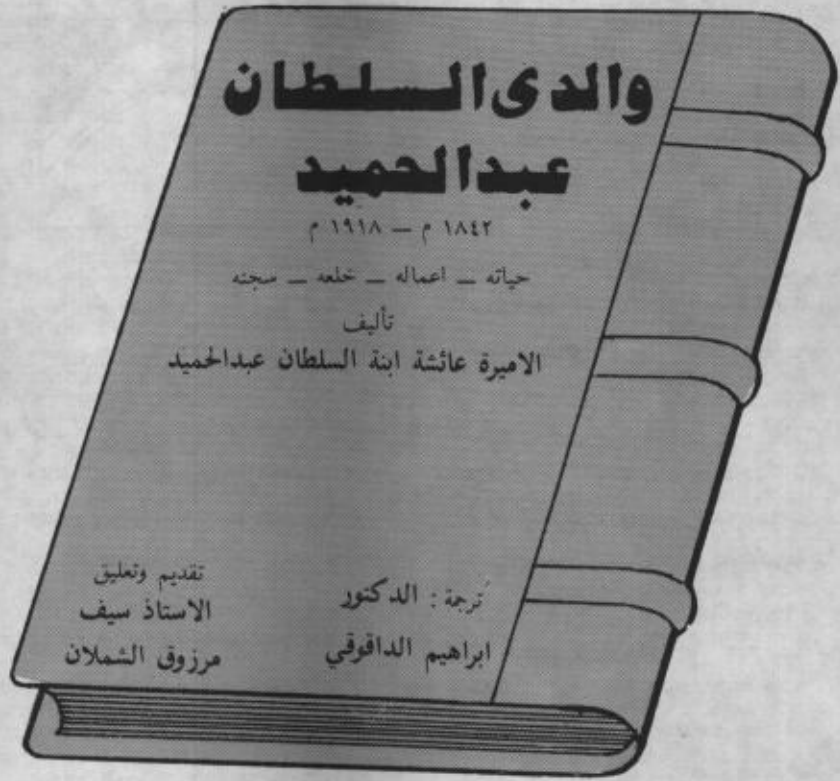 والدى السلطان
عبدالحميد
١٨٤٢ م — ١٩١٨ م
حياته — اعماله — خلعه — سجنه
تأليف
الاميرة عائشة ابنة السلطان عبدالحميد
ترجمة : الدكتور
ابراهيم الداقوقي
تقديم وتعليق
الاستاذ سيف
مرزوق الشملان